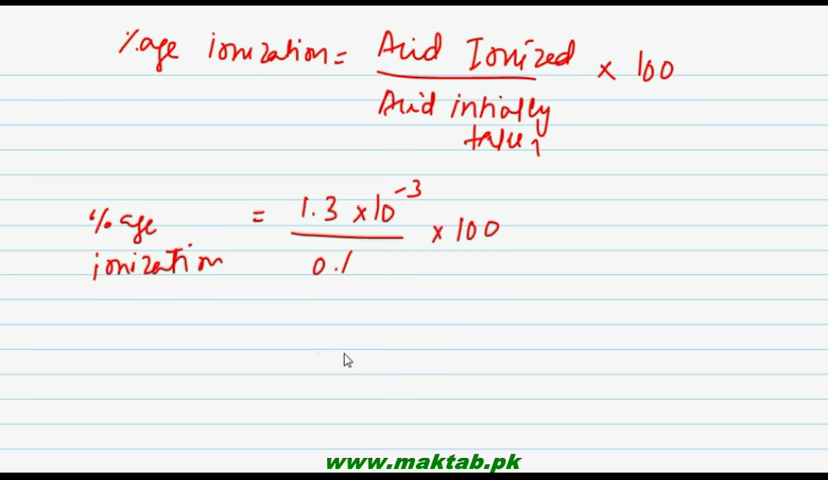 %age ionization = Acid Ionized × 100
Acid initially
taken
%age ionization = 1.3 × 10⁻³ × 100
0.1
www.maktab.pk